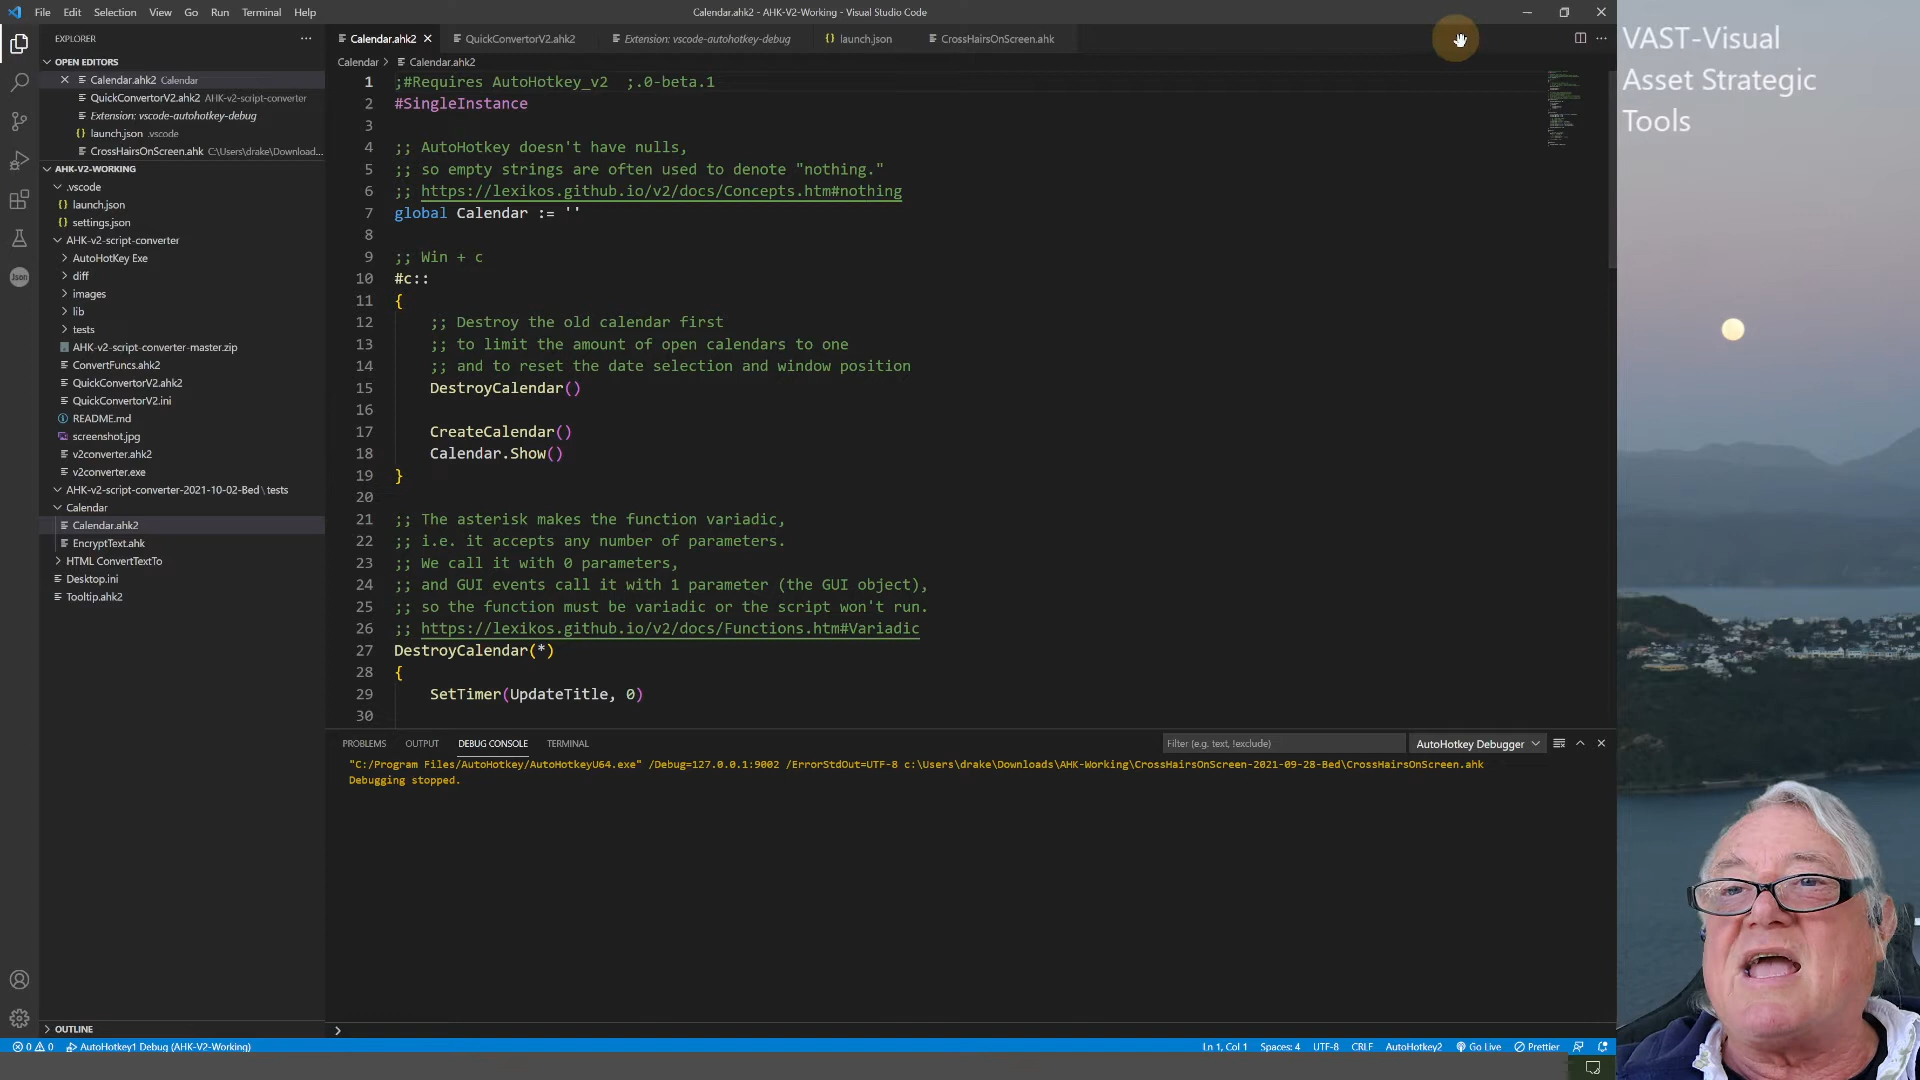 File Edit Selection View Go Run Terminal Help
Calendar.ahk2 - AHK-V2-Working - Visual Studio Code
VAST-Visual
Asset Strategic
Tools
EXPLORER
OPEN EDITORS
Calendar.ahk2 Calendar
QuickConvertorV2.ahk2 AHK-v2-script-converter
Extension: vscode-autohotkey-debug
launch.json .vscode
CrossHairsOnScreen.ahk C:\Users\drake\Download...
AHK-V2-WORKING
.vscode
launch.json
settings.json
AHK-v2-script-converter
AutoHotKey Exe
diff
images
lib
tests
AHK-v2-script-converter-master.zip
ConvertFuncs.ahk2
QuickConvertorV2.ahk2
QuickConvertorV2.ini
README.md
screenshot.jpg
v2converter.ahk2
v2converter.exe
AHK-v2-script-converter-2021-10-02-Bed\tests
Calendar
Calendar.ahk2
EncryptText.ahk
HTML ConvertTextTo
Desktop.ini
Tooltip.ahk2
OUTLINE
Json
Calendar.ahk2 QuickConvertorV2.ahk2 Extension: vscode-autohotkey-debug launch.json CrossHairsOnScreen.ahk
Calendar > Calendar.ahk2
1 ;#Requires AutoHotkey_v2 ;.0-beta.1
2 #SingleInstance
3
4 ;; AutoHotkey doesn't have nulls,
5 ;; so empty strings are often used to denote "nothing."
6 ;; https://lexikos.github.io/v2/docs/Concepts.htm#nothing
7 global Calendar := ''
8
9 ;; Win + c
10 #c::
11 {
12 ;; Destroy the old calendar first
13 ;; to limit the amount of open calendars to one
14 ;; and to reset the date selection and window position
15 DestroyCalendar()
16
17 CreateCalendar()
18 Calendar.Show()
19 }
20
21 ;; The asterisk makes the function variadic,
22 ;; i.e. it accepts any number of parameters.
23 ;; We call it with 0 parameters,
24 ;; and GUI events call it with 1 parameter (the GUI object),
25 ;; so the function must be variadic or the script won't run.
26 ;; https://lexikos.github.io/v2/docs/Functions.htm#Variadic
27 DestroyCalendar(*)
28 {
29 SetTimer(UpdateTitle, 0)
30
PROBLEMS OUTPUT DEBUG CONSOLE TERMINAL
Filter (e.g. text, !exclude)
AutoHotkey Debugger
"C:/Program Files/AutoHotkey/AutoHotkeyU64.exe" /Debug=127.0.0.1:9002 /ErrorStdOut=UTF-8 c:\Users\drake\Downloads\AHK-Working\CrossHairsOnScreen-2021-09-28-Bed\CrossHairsOnScreen.ahk
Debugging stopped.
0 0 AutoHotkey1 Debug (AHK-V2-Working)
Ln 1, Col 1 Spaces: 4 UTF-8 CRLF AutoHotkey2 Go Live Prettier